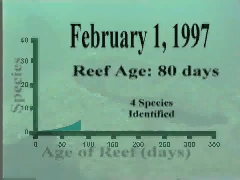 February 1, 1997
Reef Age: 80 days
4 Species
Identified
Species
40
30
20
10
0
0 50 100 150 200 250 300 350
Age of Reef (days)